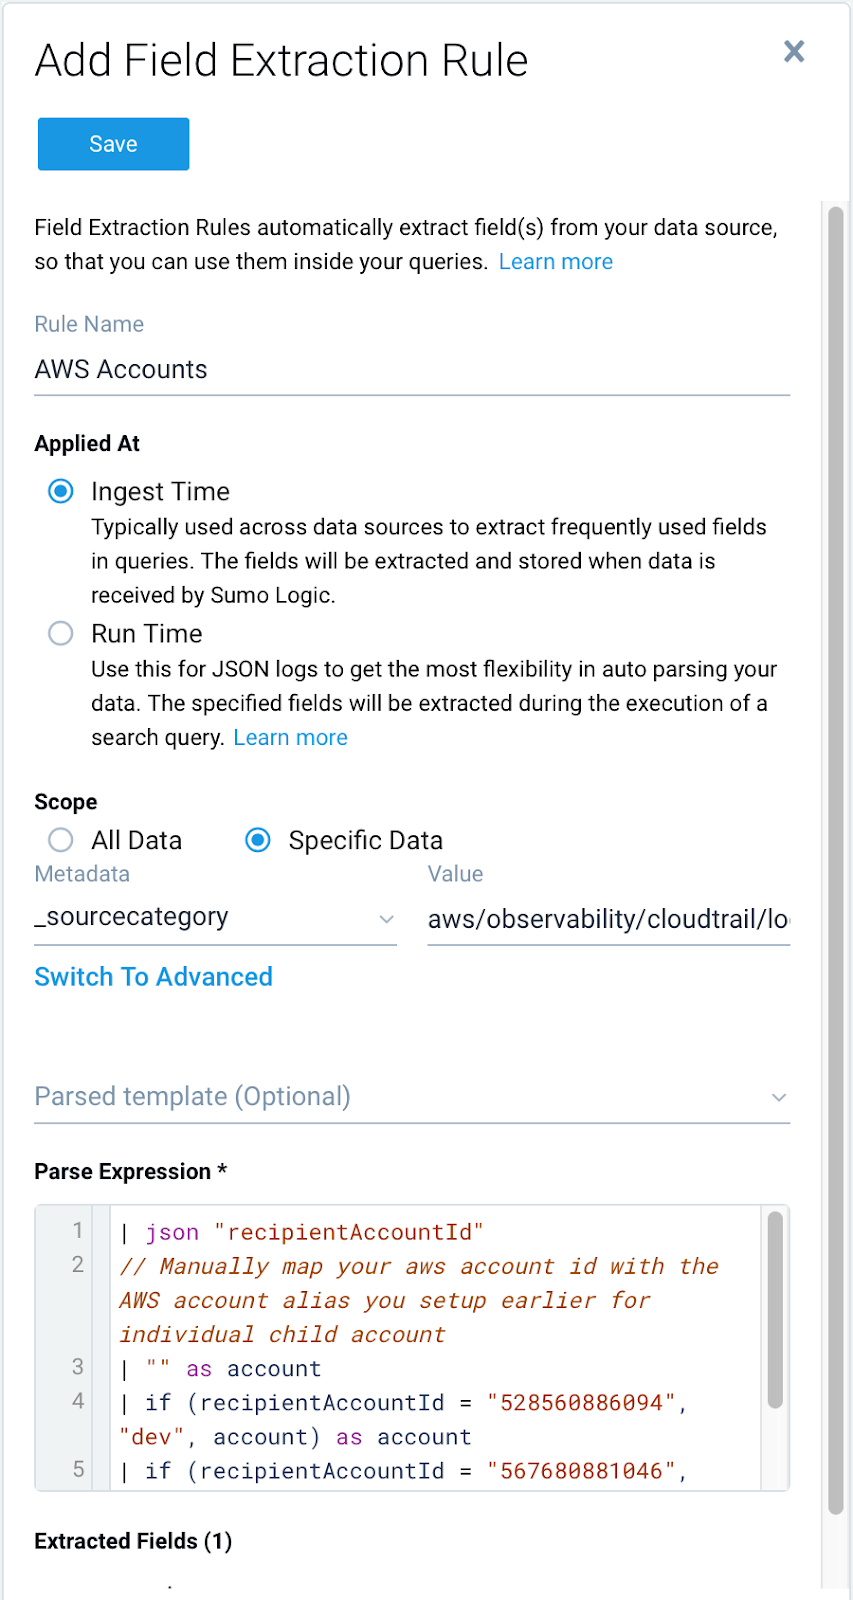 Add Field Extraction Rule
Save
Field Extraction Rules automatically extract field(s) from your data source,
so that you can use them inside your queries. Learn more
Rule Name
AWS Accounts
Applied At
Ingest Time
Typically used across data sources to extract frequently used fields
in queries. The fields will be extracted and stored when data is
received by Sumo Logic.
Run Time
Use this for JSON logs to get the most flexibility in auto parsing your
data. The specified fields will be extracted during the execution of a
search query. Learn more
Scope
All Data Specific Data
Metadata Value
_sourcecategory aws/observability/cloudtrail/lo
Switch To Advanced
Parsed template (Optional)
Parse Expression *
1 | json "recipientAccountId"
2 // Manually map your aws account id with the
AWS account alias you setup earlier for
individual child account
3 | "" as account
4 | if (recipientAccountId = "528560886094",
"dev", account) as account
5 | if (recipientAccountId = "567680881046",
Extracted Fields (1)